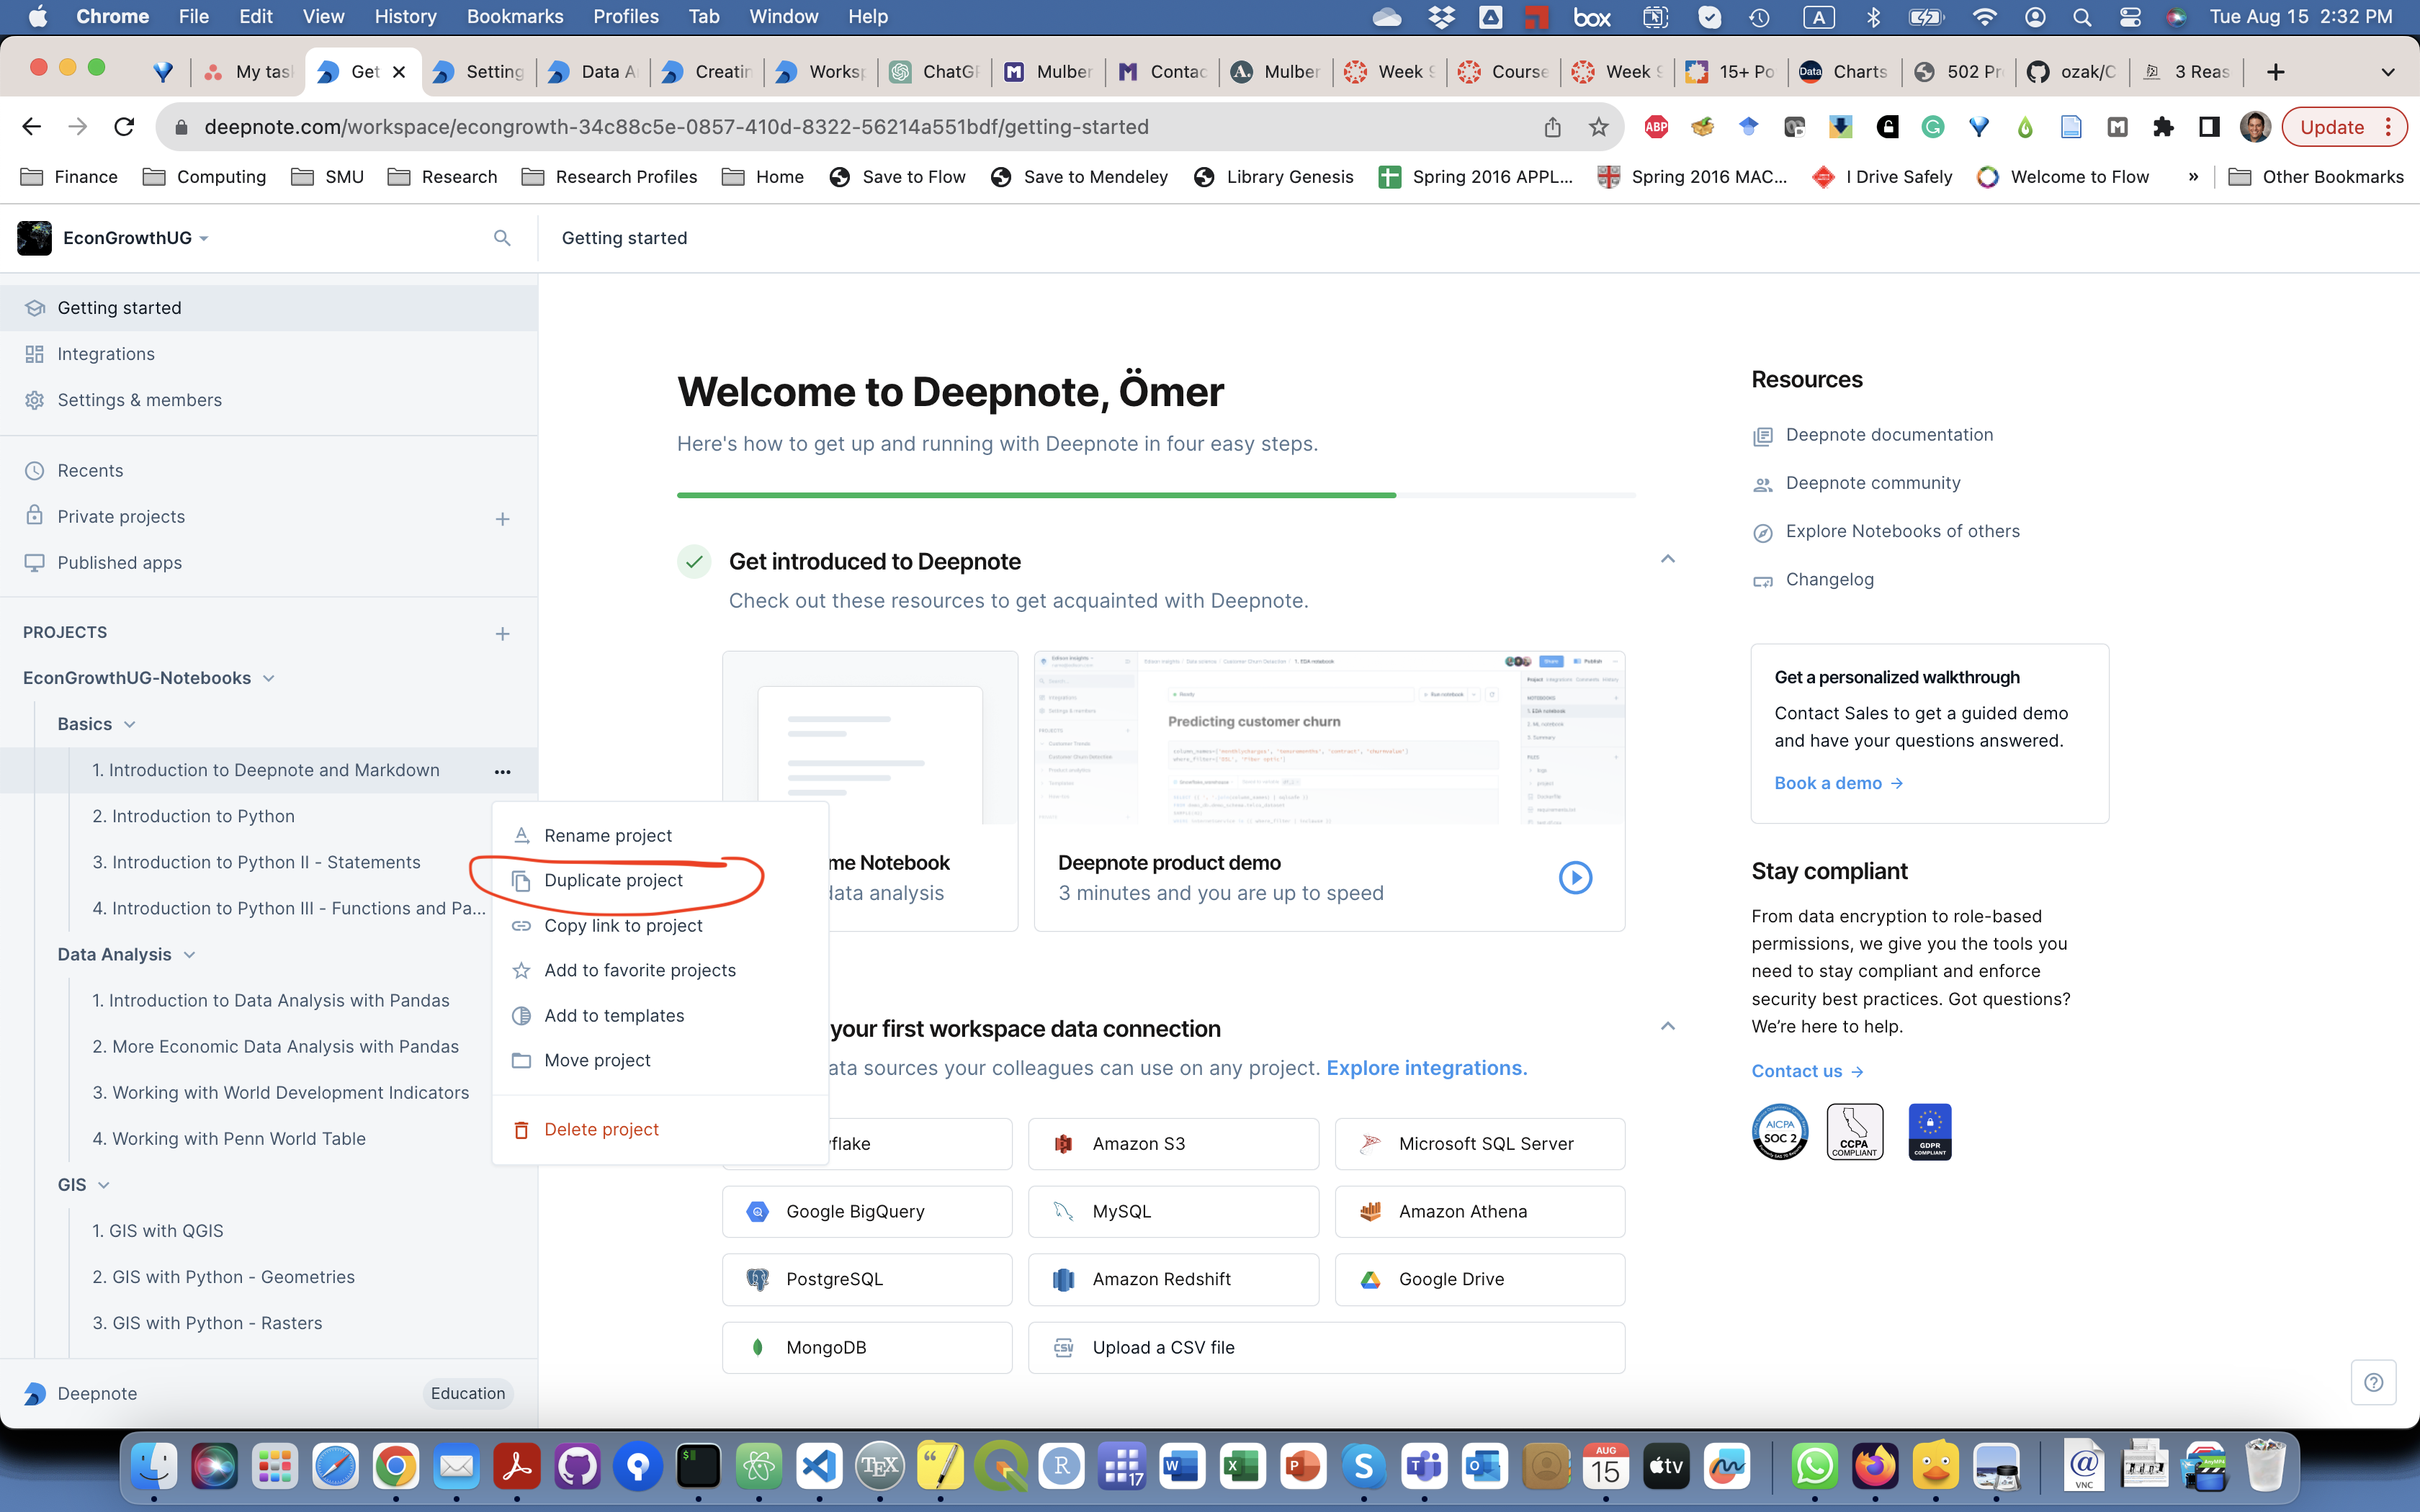 Chrome File Edit View History Bookmarks Profiles Tab Window Help box A Tue Aug 15 2:32 PM
My tas Get Setting Data A Creatin Worksp ChatGP Mulber Contac Mulber Week Course Week 15+ Po Charts 502 Pr ozak/C 3 Reas
deepnote.com/workspace/econgrowth-34c88c5e-0857-410d-8322-56214a551bdf/getting-started ABP Update
Finance Computing SMU Research Research Profiles Home Save to Flow Save to Mendeley Library Genesis Spring 2016 APPL... Spring 2016 MAC... I Drive Safely Welcome to Flow » Other Bookmarks
EconGrowthUG
Getting started
Getting started
Integrations
Settings & members
Recents
Private projects
Published apps
PROJECTS
EconGrowthUG-Notebooks
Basics
1. Introduction to Deepnote and Markdown
2. Introduction to Python
3. Introduction to Python II - Statements
4. Introduction to Python III - Functions and Pa...
Data Analysis
1. Introduction to Data Analysis with Pandas
2. More Economic Data Analysis with Pandas
3. Working with World Development Indicators
4. Working with Penn World Table
GIS
1. GIS with QGIS
2. GIS with Python - Geometries
3. GIS with Python - Rasters
Deepnote Education
Rename project
Duplicate project
Copy link to project
Add to favorite projects
Add to templates
Move project
Delete project
Welcome to Deepnote, Ömer
Here's how to get up and running with Deepnote in four easy steps.
Get introduced to Deepnote
Check out these resources to get acquainted with Deepnote.
me Notebook
data analysis
Predicting customer churn
Deepnote product demo
3 minutes and you are up to speed
your first workspace data connection
ata sources your colleagues can use on any project. Explore integrations.
flake
Amazon S3
Microsoft SQL Server
Google BigQuery
MySQL
Amazon Athena
PostgreSQL
Amazon Redshift
Google Drive
MongoDB
Upload a CSV file
Resources
Deepnote documentation
Deepnote community
Explore Notebooks of others
Changelog
Get a personalized walkthrough
Contact Sales to get a guided demo
and have your questions answered.
Book a demo →
Stay compliant
From data encryption to role-based
permissions, we give you the tools you
need to stay compliant and enforce
security best practices. Got questions?
We're here to help.
Contact us →
AICPA
SOC 2
CCPA
COMPLIANT
GDPR
COMPLIANT
AUG
15
17
TEX
tv
VNC